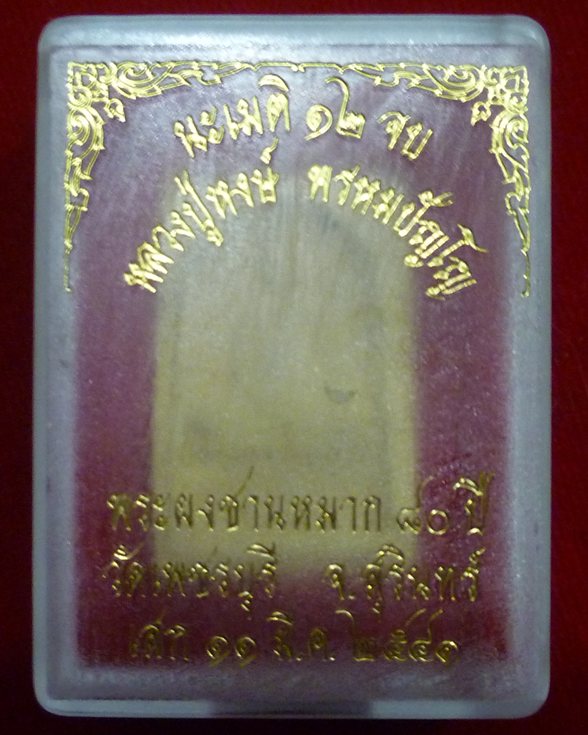 นะเมติ ๑๒ จบ
หลวงปู่หงษ์ พรหมปัญโญ
พระผงชานหมาก ๘๐ ปี
วัดเพชรบุรี จ.สุรินทร์
เสก ๑๑ มี.ค. ๒๕๔๑